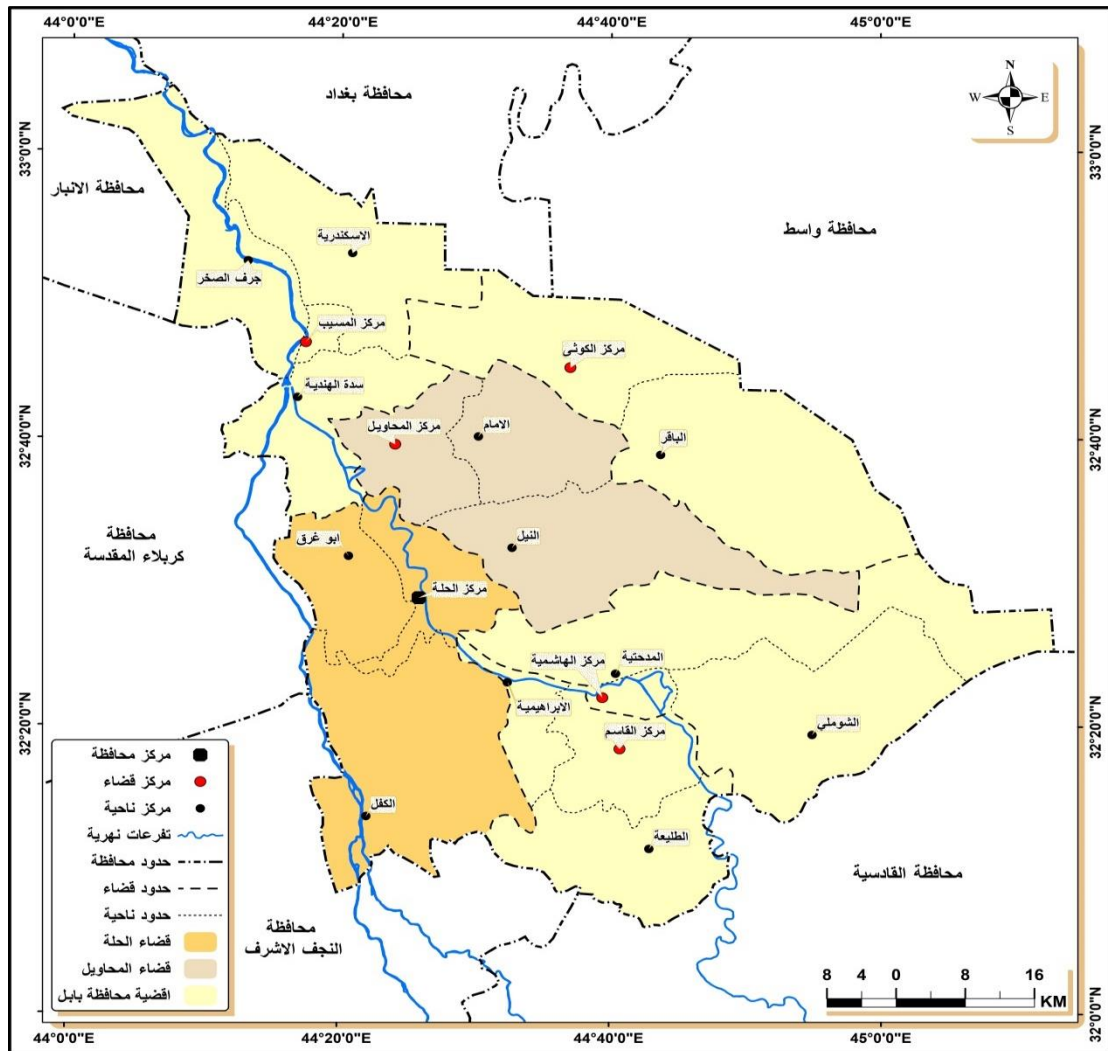 44°0'0"E
44°20'0"E
44°40'0"E
45°0'0"E
33°0'0"N
33°0'0"N
32°40'0"N
32°40'0"N
32°20'0"N
32°20'0"N
32°0'0"N
N
W
E
S
محافظة بغداد
محافظة الانبار
محافظة واسط
الاسكندرية
جرف الصخر
مركز المسيب
مركز الكوثى
سدة الهندية
مركز المحاويل
الامام
الباقر
محافظة
كربلاء المقدسة
ابو غرق
النيل
مركز الحلة
المدحتية
مركز الهاشمية
الابراهيمية
مركز القاسم
الشوملي
الكفل
الطليعة
محافظة القادسية
محافظة
النجف الاشرف
مركز محافظة
مركز قضاء
مركز ناحية
تفرعات نهرية
حدود محافظة
حدود قضاء
حدود ناحية
قضاء الحلة
قضاء المحاويل
اقضية محافظة بابل
8 4 0 8 16
KM
44°0'0"E
44°20'0"E
44°40'0"E
45°0'0"E